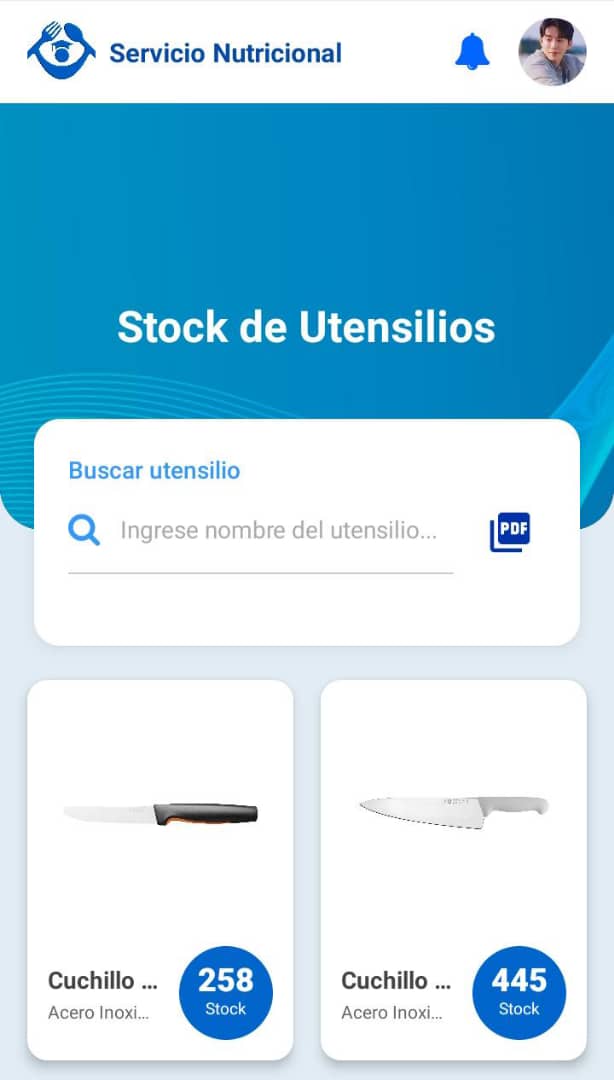 Servicio Nutricional
Stock de Utensilios
Buscar utensilio
Ingrese nombre del utensilio...
PDF
Cuchillo ...
Acero Inoxi...
258
Stock
Cuchillo ...
Acero Inoxi...
445
Stock